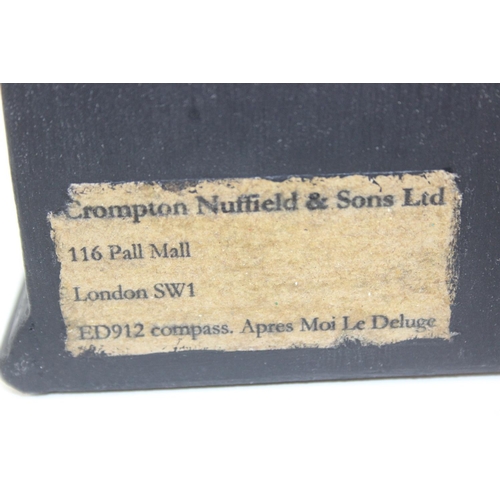 Crompton Nuffield & Sons Ltd
116 Pall Mall
London SW1
ED912 compass. Apres Moi Le Deluge